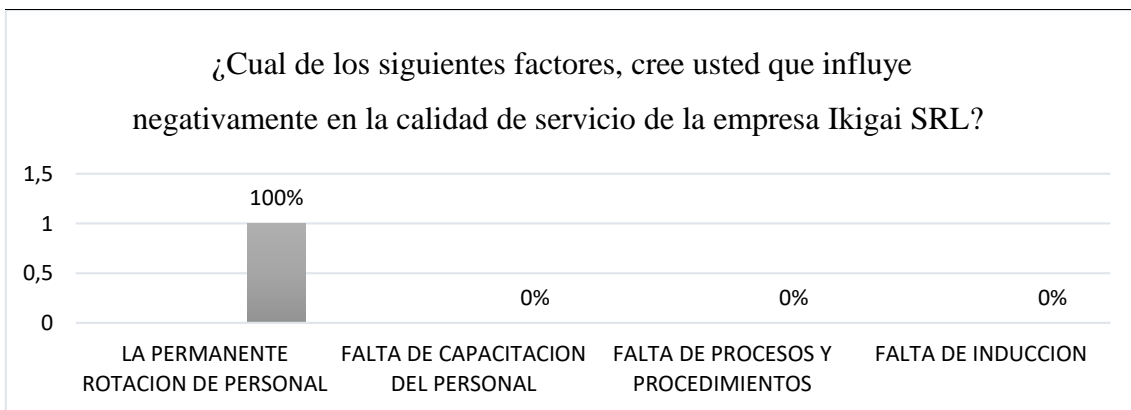 ¿Cual de los siguientes factores, cree usted que influye
negativamente en la calidad de servicio de la empresa Ikigai SRL?
1,5
1
0,5
0
100%
0%
0%
0%
LA PERMANENTE
ROTACION DE PERSONAL
FALTA DE CAPACITACION
DEL PERSONAL
FALTA DE PROCESOS Y
PROCEDIMIENTOS
FALTA DE INDUCCION